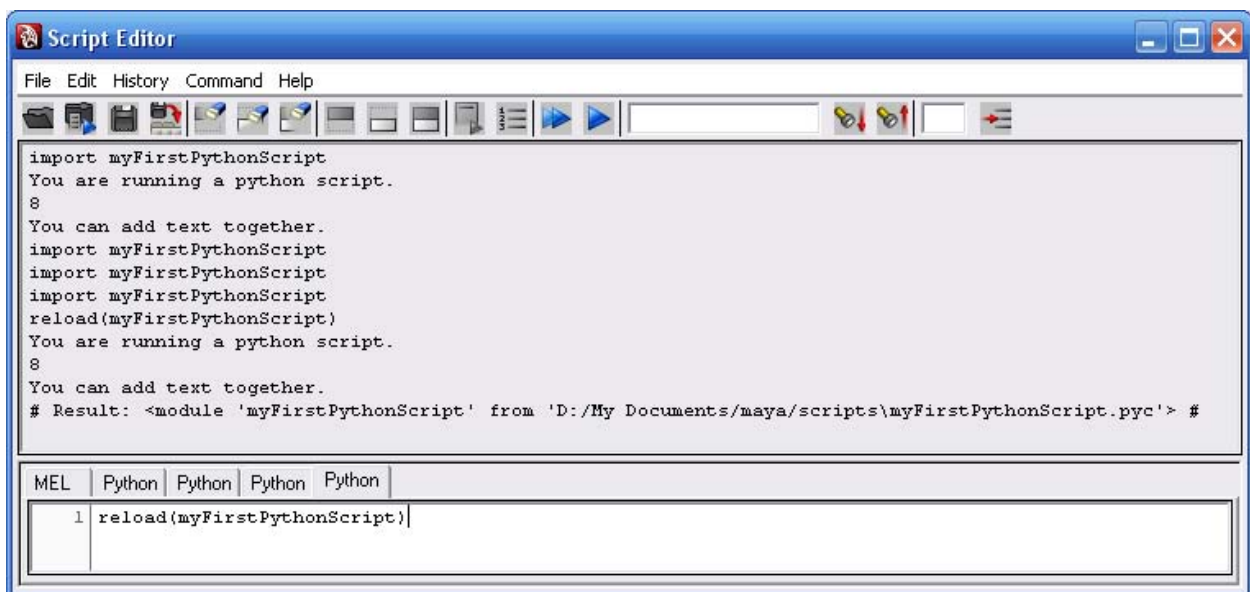 Script Editor
File Edit History Command Help
import myFirstPythonScript
You are running a python script.
8
You can add text together.
import myFirstPythonScript
import myFirstPythonScript
import myFirstPythonScript
reload(myFirstPythonScript)
You are running a python script.
8
You can add text together.
# Result: <module 'myFirstPythonScript' from 'D:/My Documents/maya/scripts\myFirstPythonScript.pyc'> #
MEL Python Python Python Python
1 reload(myFirstPythonScript)